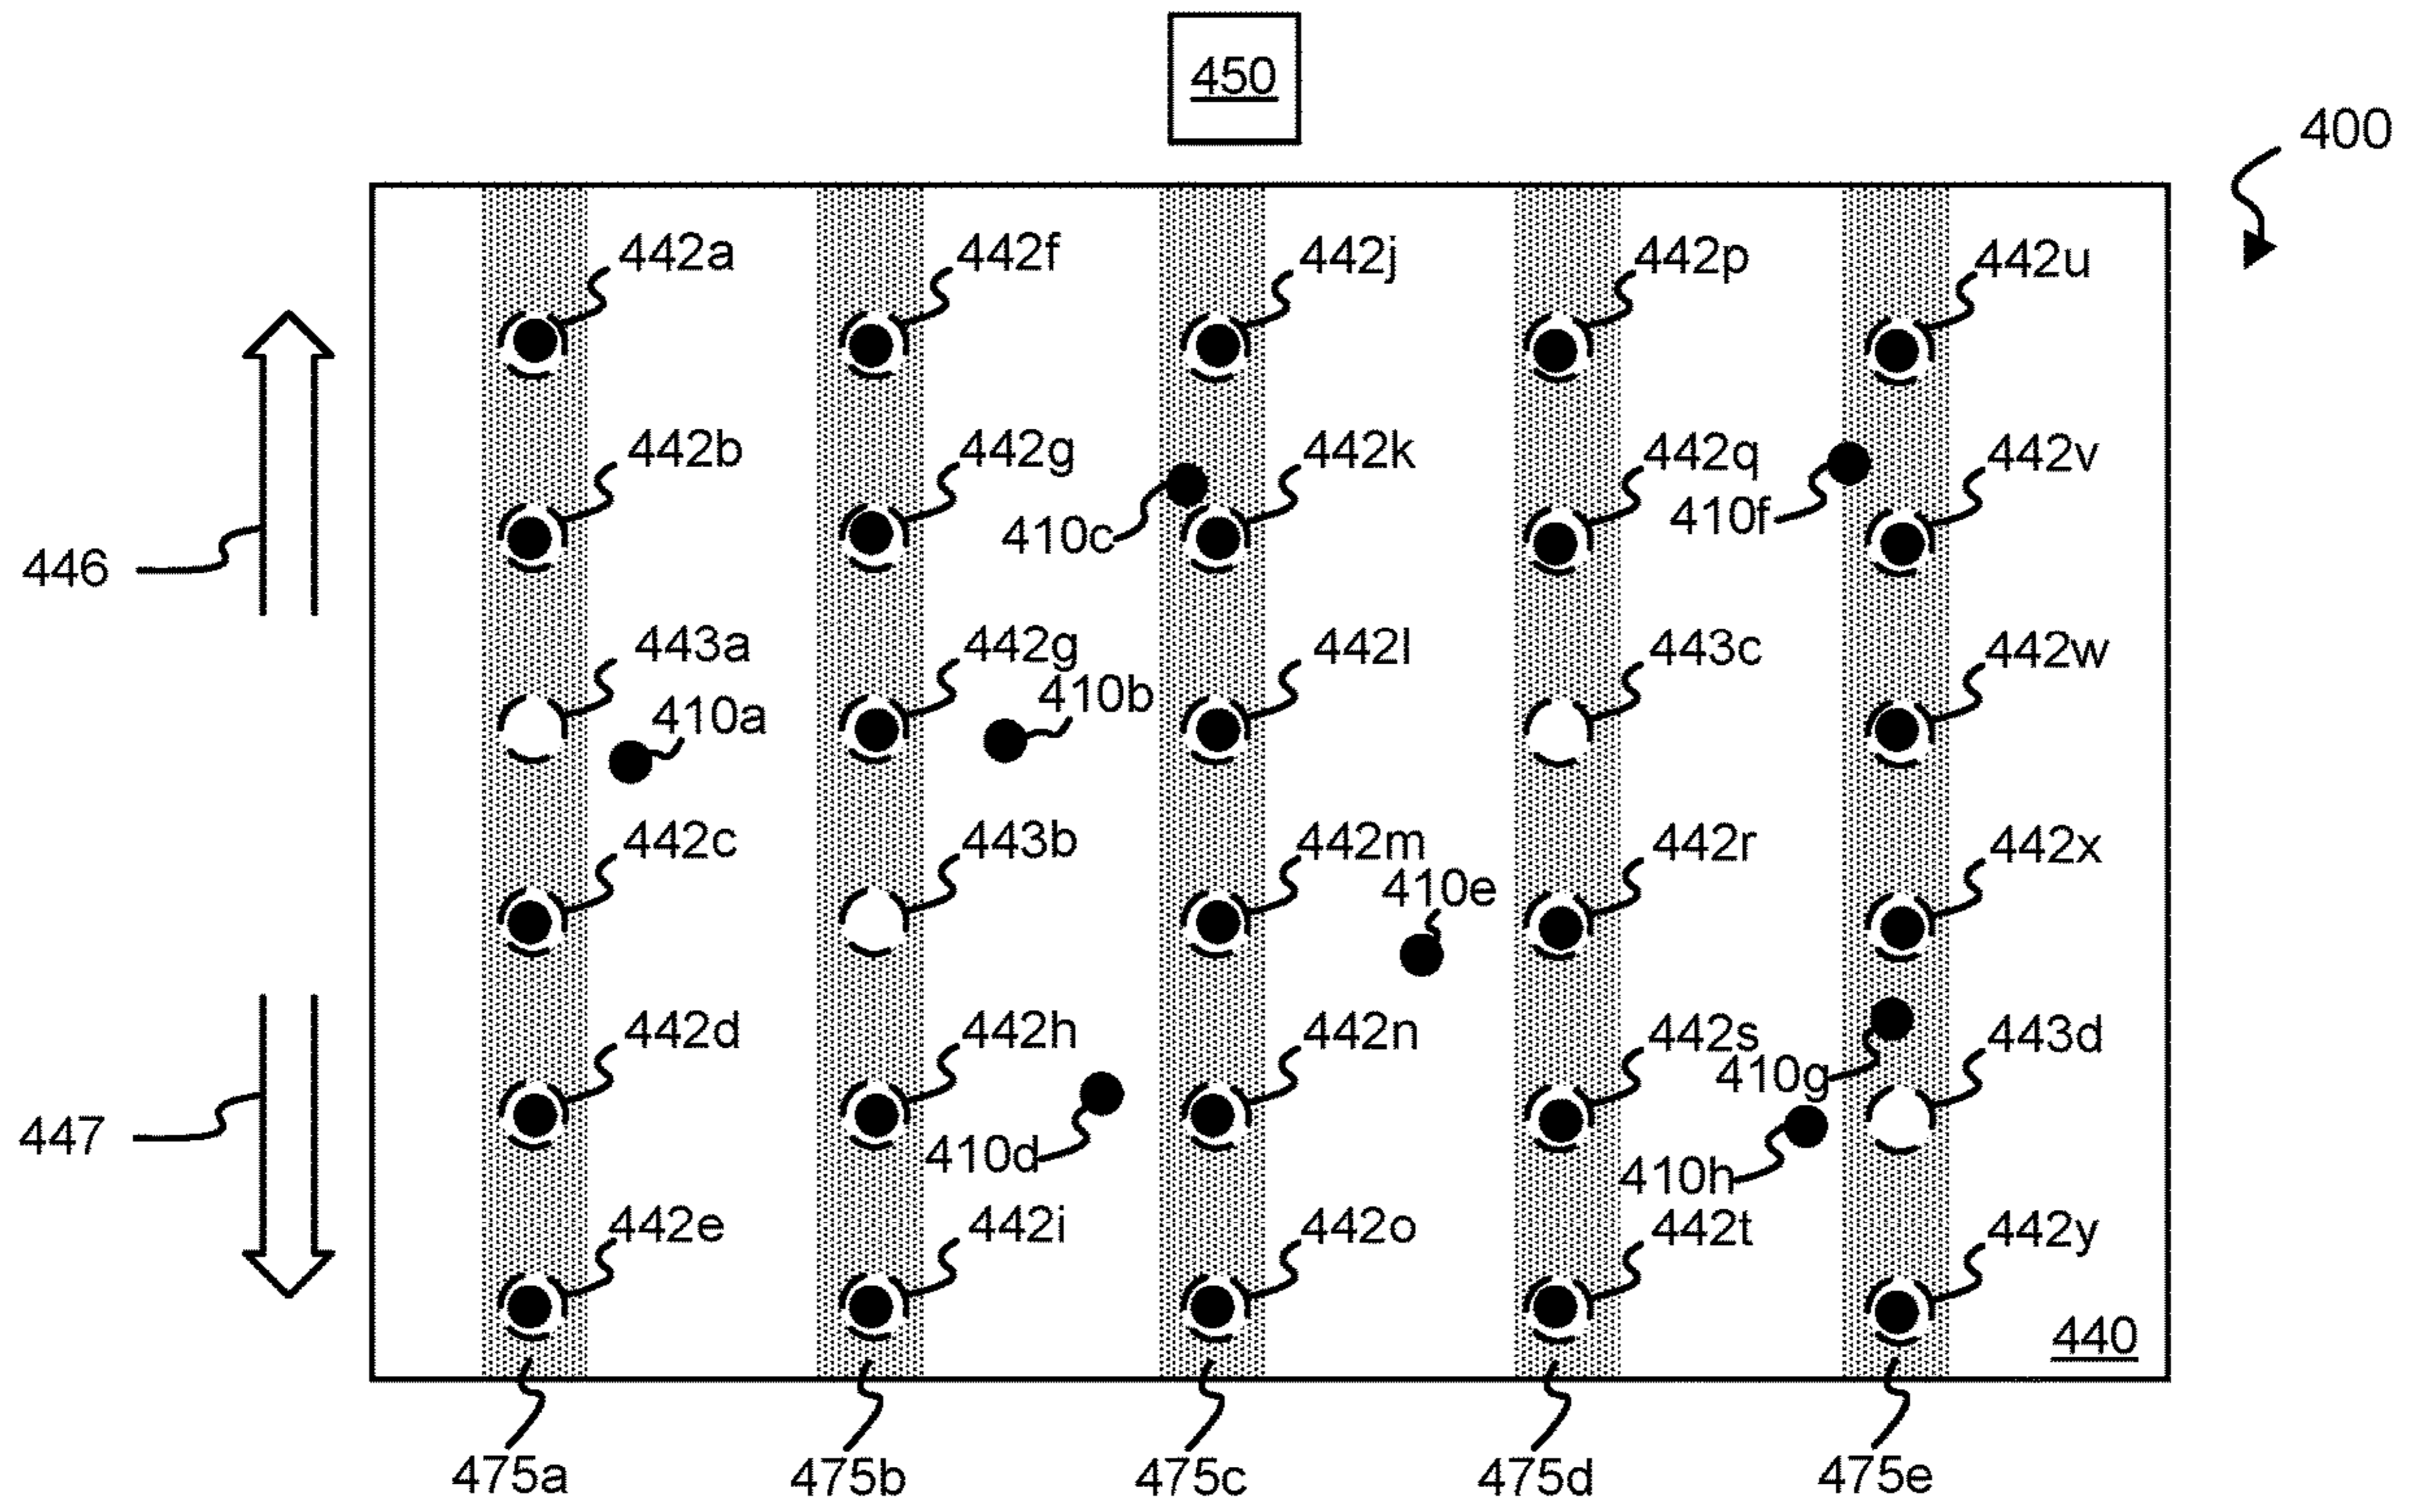 450
400
442a 442f 442j 442p 442u
442b 442g 442k 442q 442v
410c 410f
446
443a 442g 442l 443c 442w
410a 410b
442c 443b 442m 442r 442x
410e
442d 442h 442n 442s 443d
410g
447 410d 410h
442e 442i 442o 442t 442y
440
475a 475b 475c 475d 475e